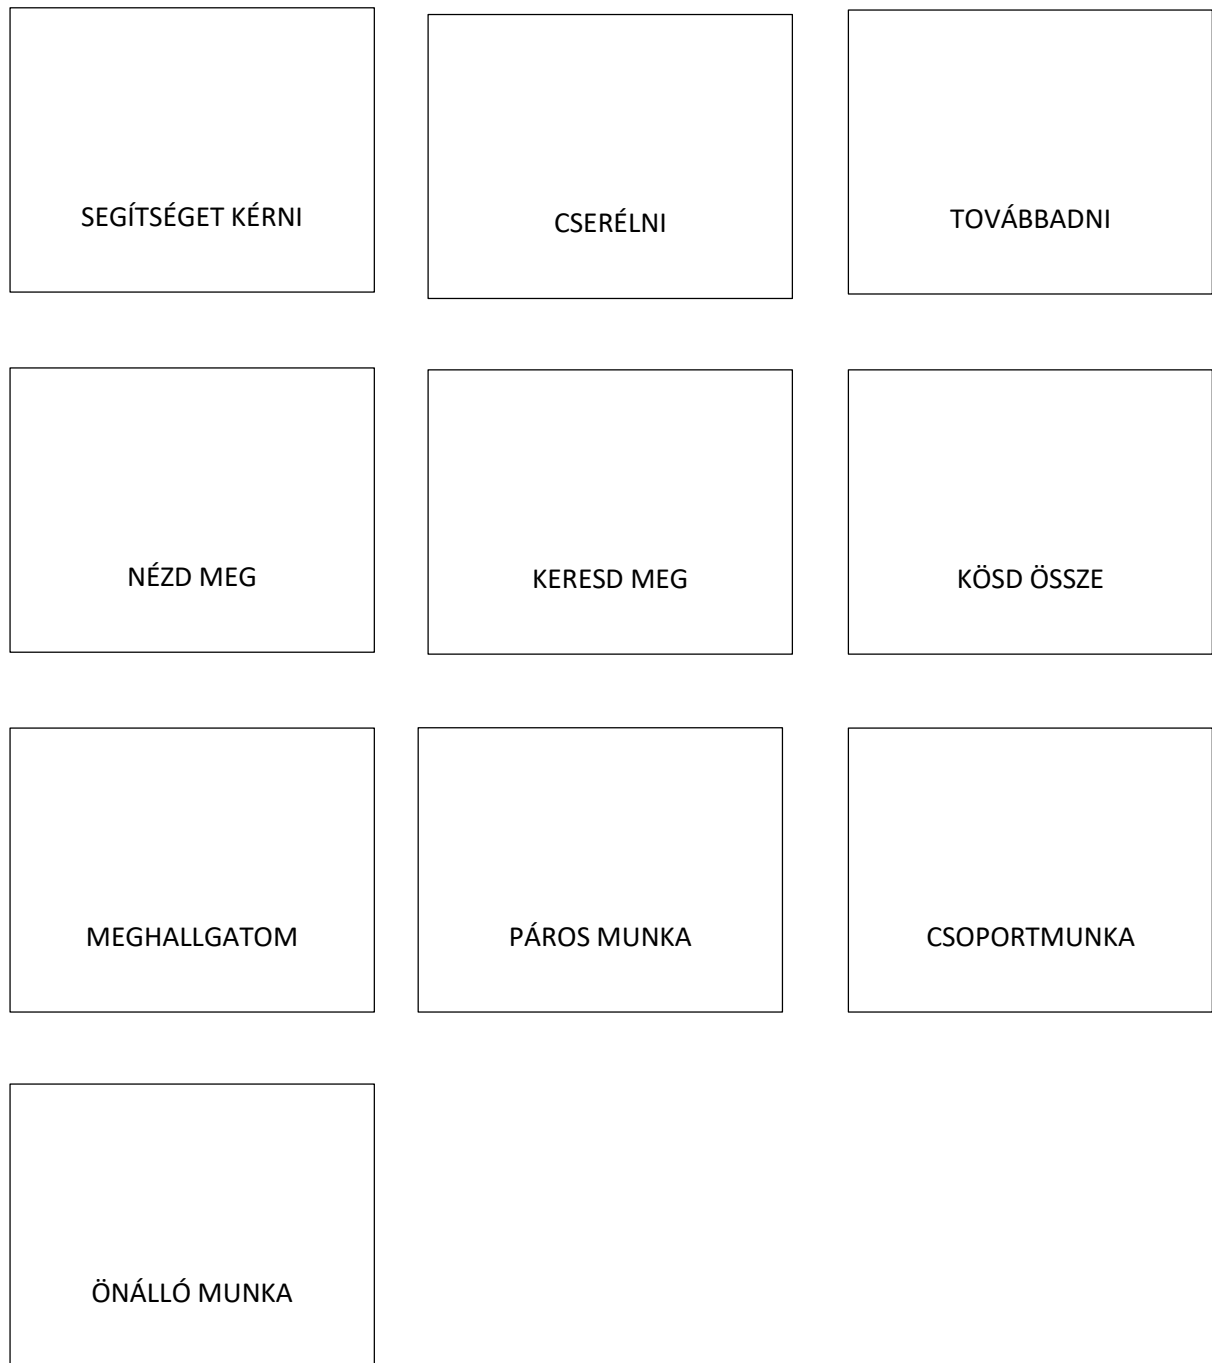 SEGÍTSÉGET KÉRNI
CSERÉLNI
TOVÁBBADNI
NÉZD MEG
KERESD MEG
KÖSD ÖSSZE
MEGHALLGATOM
PÁROS MUNKA
CSOPORTMUNKA
ÖNÁLLÓ MUNKA